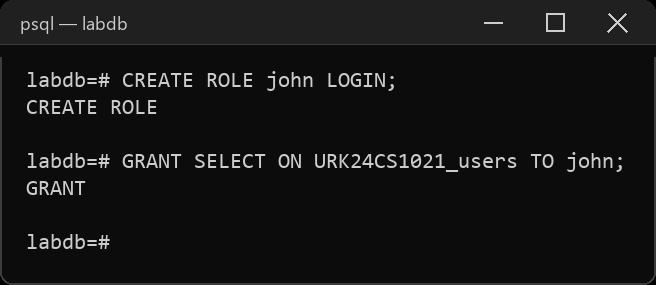 psql — labdb
labdb=# CREATE ROLE john LOGIN;
CREATE ROLE
labdb=# GRANT SELECT ON URK24CS1021_users TO john;
GRANT
labdb=#